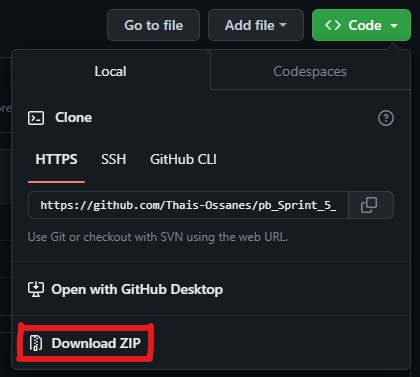 Go to file
Add file
Code
Local
Codespaces
Clone
HTTPS
SSH
GitHub CLI
https://github.com/Thais-Ossanes/pb_Sprint_5_
Use Git or checkout with SVN using the web URL.
Open with GitHub Desktop
Download ZIP